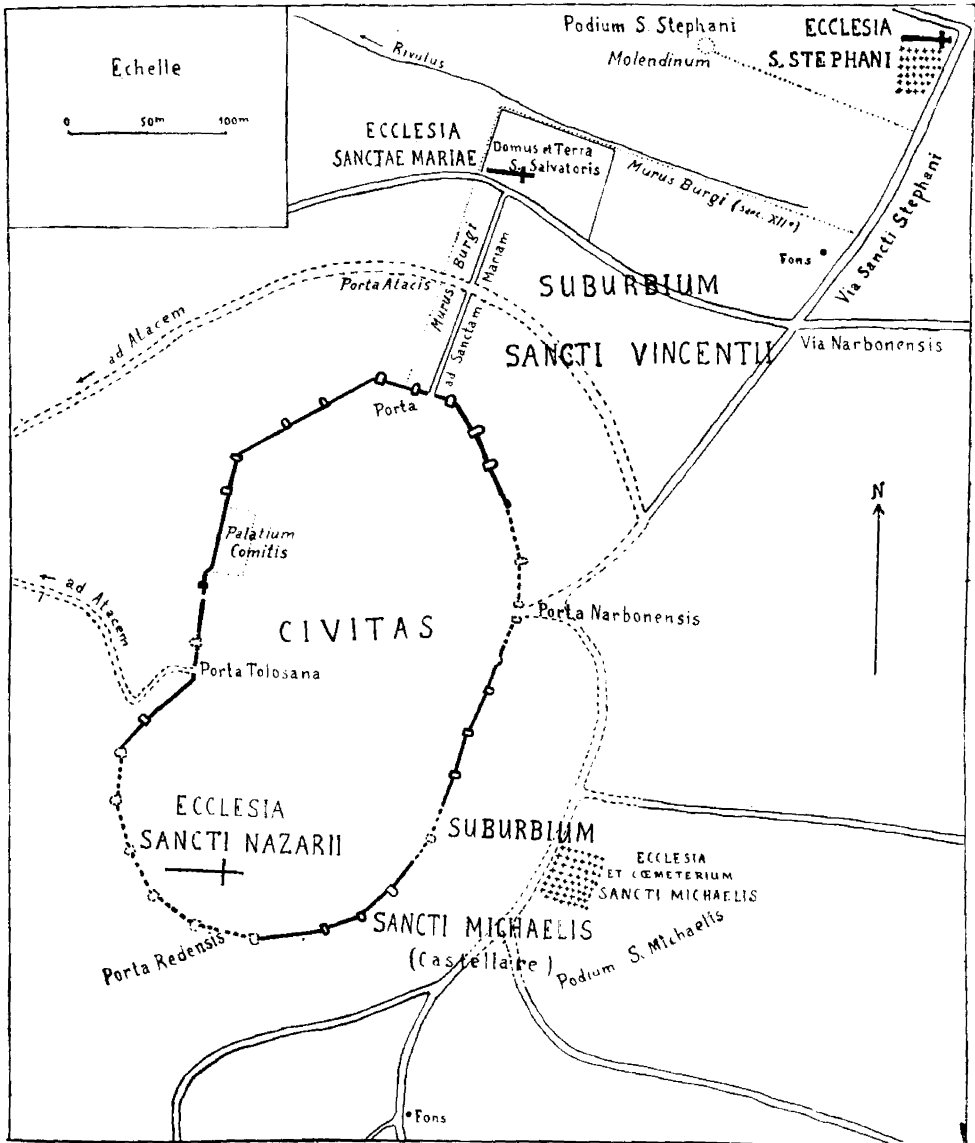 Echelle
0 50m 100m
Rivulus
Podium S. Stephani
Molendinum
ECCLESIA
S. STEPHANI
ECCLESIA
SANCTAE MARIAE
Domus et Terra
S. Salvatoris
Murus Burgi (saec. XIIº)
Fons
Via Sancti Stephani
Murus Burgi
ad Sanctam Mariam
Porta Atacis
SUBURBIUM
SANCTI VINCENTII
Via Narbonensis
ad Atacem
Porta
N
Palatium
Comitis
ad Atacem
CIVITAS
Porta Narbonensis
Porta Tolosana
ECCLESIA
SANCTI NAZARII
SUBURBIUM
SANCTI MICHAELIS
(Castellare)
ECCLESIA
ET CŒMETERIUM
SANCTI MICHAELIS
Podium S. Michaelis
Porta Redensis
Fons